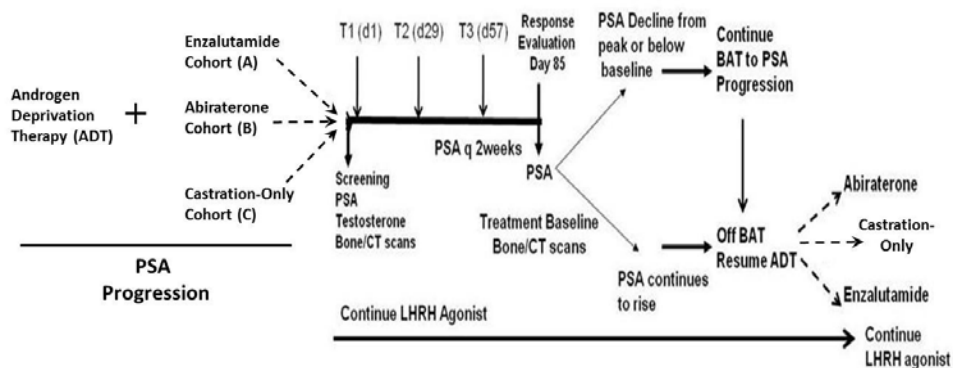 Androgen
Deprivation
Therapy (ADT)
+
Enzalutamide
Cohort (A)
Abiraterone
Cohort (B)
Castration-Only
Cohort (C)
PSA
Progression
T1 (d1)
T2 (d29)
T3 (d57)
Response
Evaluation
Day 85
PSA q 2weeks
Screening
PSA
Testosterone
Bone/CT scans
PSA
Treatment Baseline
Bone/CT scans
PSA Decline from
peak or below
baseline
Continue
BAT to PSA
Progression
PSA continues
to rise
Off BAT
Resume ADT
Abiraterone
Castration-
Only
Enzalutamide
Continue LHRH Agonist
Continue
LHRH agonist